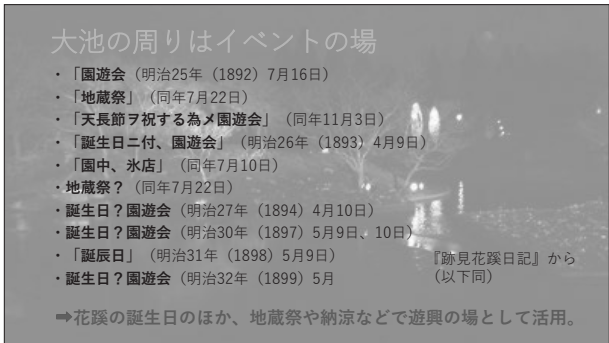 大池の周りはイベントの場
・「園遊会（明治25年（1892）7月16日）
・「地蔵祭」（同年7月22日）
・「天長節ヲ祝する為メ園遊会」（同年11月3日）
・「誕生日ニ付、園遊会」（明治26年（1893）4月9日）
・「園中、氷店」（同年7月10日）
・地蔵祭？（同年7月22日）
・誕生日？園遊会（明治27年（1894）4月10日）
・誕生日？園遊会（明治30年（1897）5月9日、10日）
・「誕辰日」（明治31年（1898）5月9日）
・誕生日？園遊会（明治32年（1899）5月
『跡見花蹊日記』から
（以下同）
➡花蹊の誕生日のほか、地蔵祭や納涼などで遊興の場として活用。